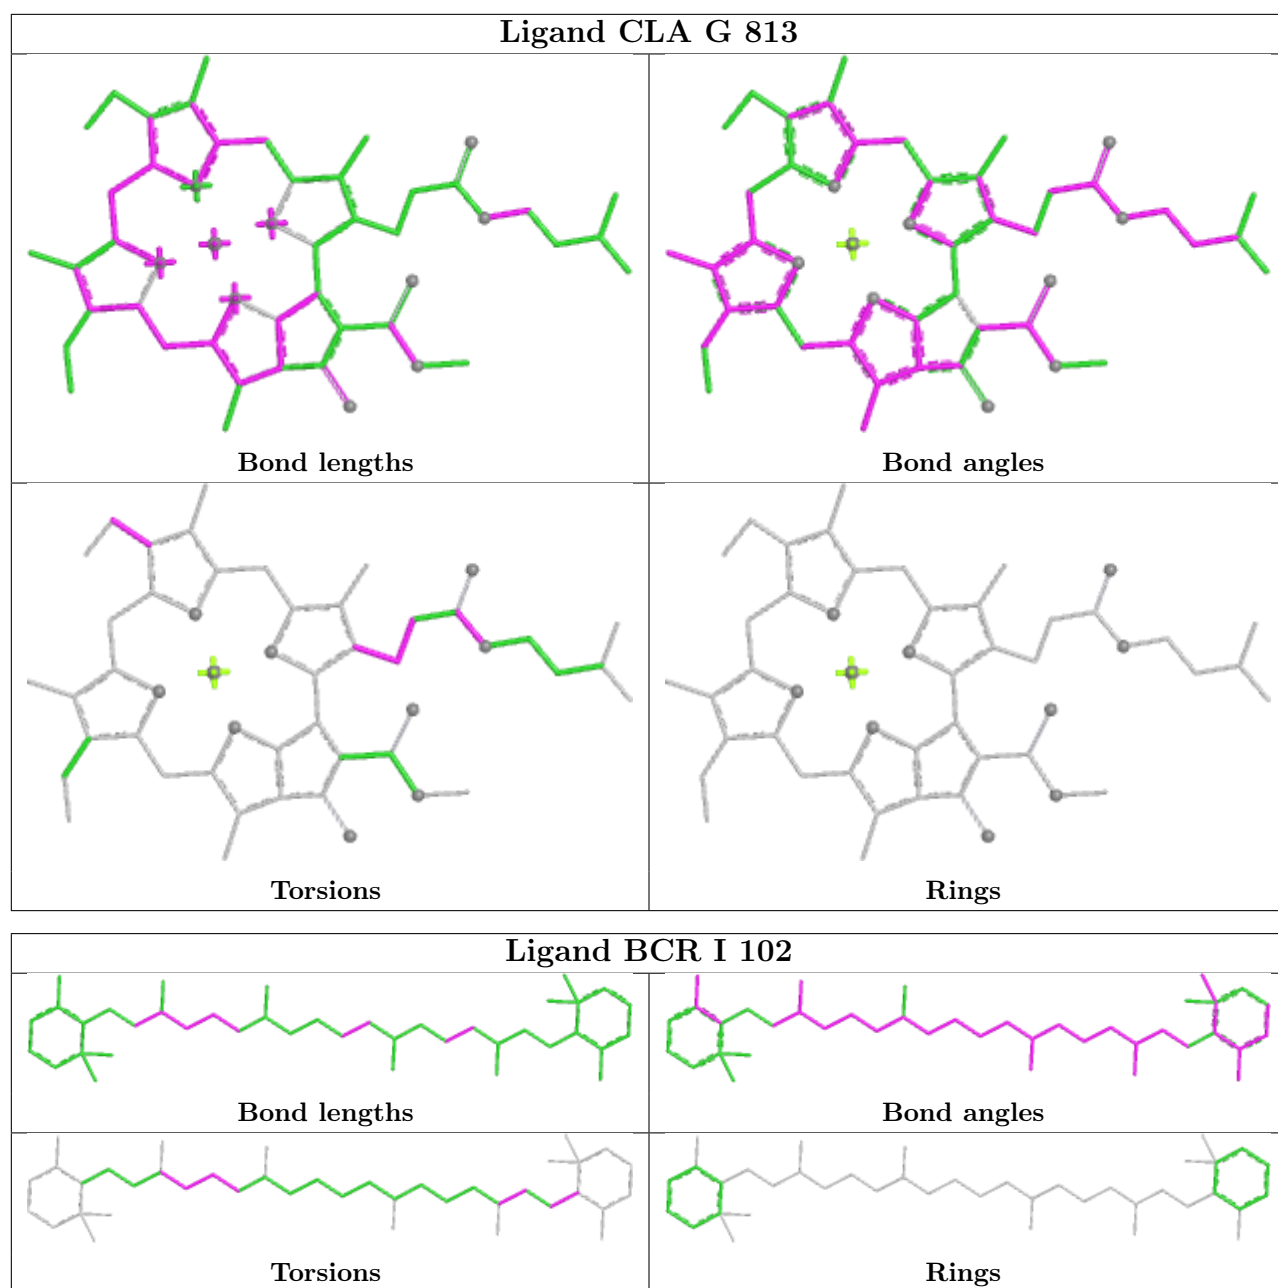 Ligand CLA G 813
Bond lengths
Bond angles
Torsions
Rings
Ligand BCR I 102
Bond lengths
Bond angles
Torsions
Rings